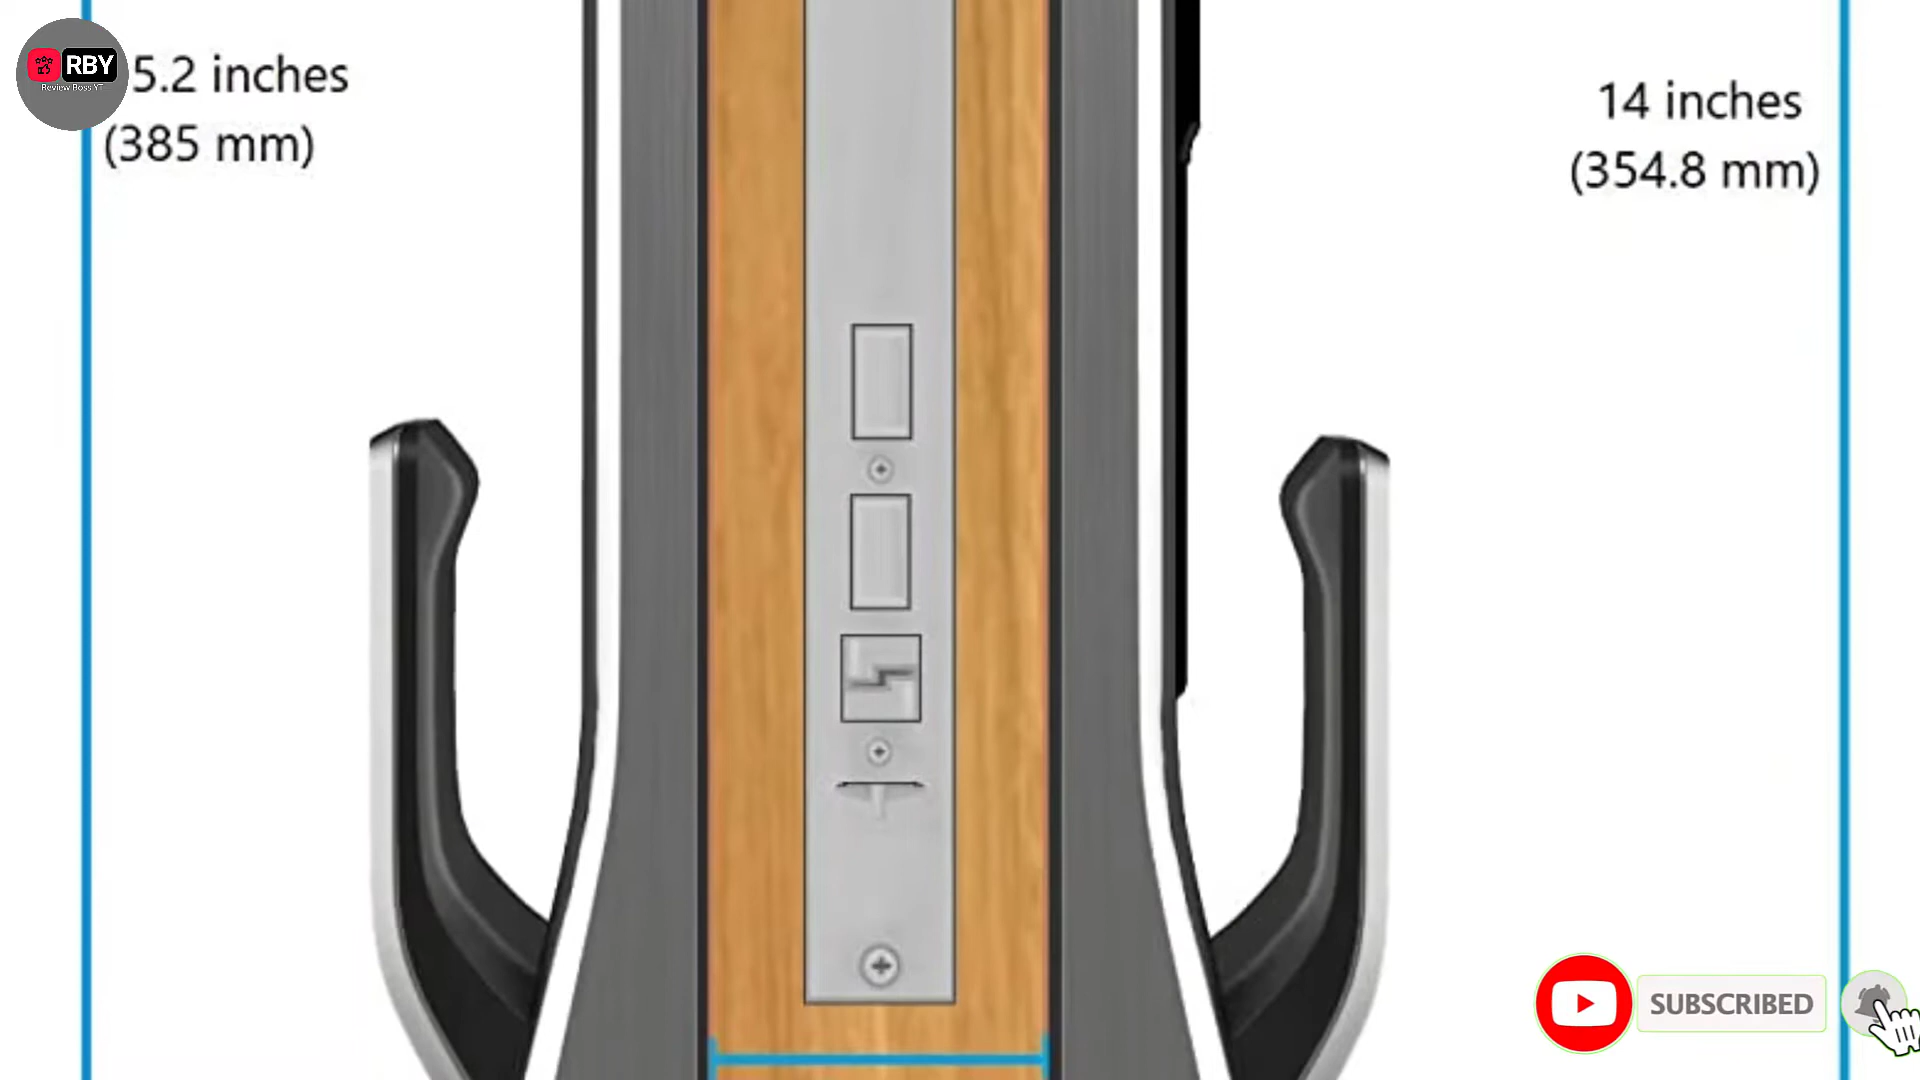 RBY
Review Boss YT
5.2 inches
(385 mm)
14 inches
(354.8 mm)
SUBSCRIBED